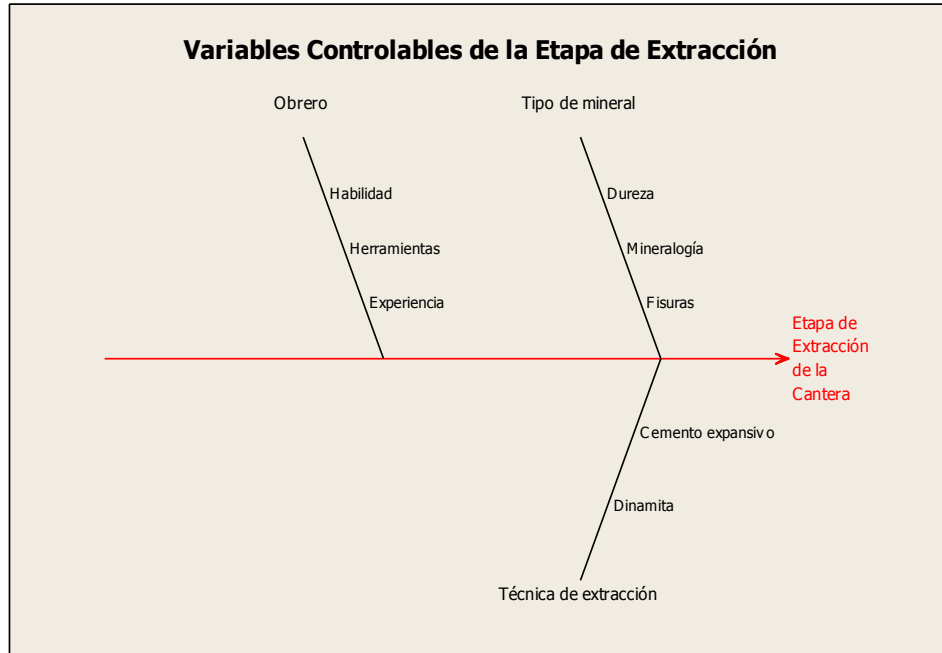 Variables Controlables de la Etapa de Extracción
Obrero
Tipo de mineral
Habilidad
Dureza
Herramientas
Mineralogía
Experiencia
Fisuras
Etapa de
Extracción
de la
Cantera
Cemento expansivo
Dinamita
Técnica de extracción